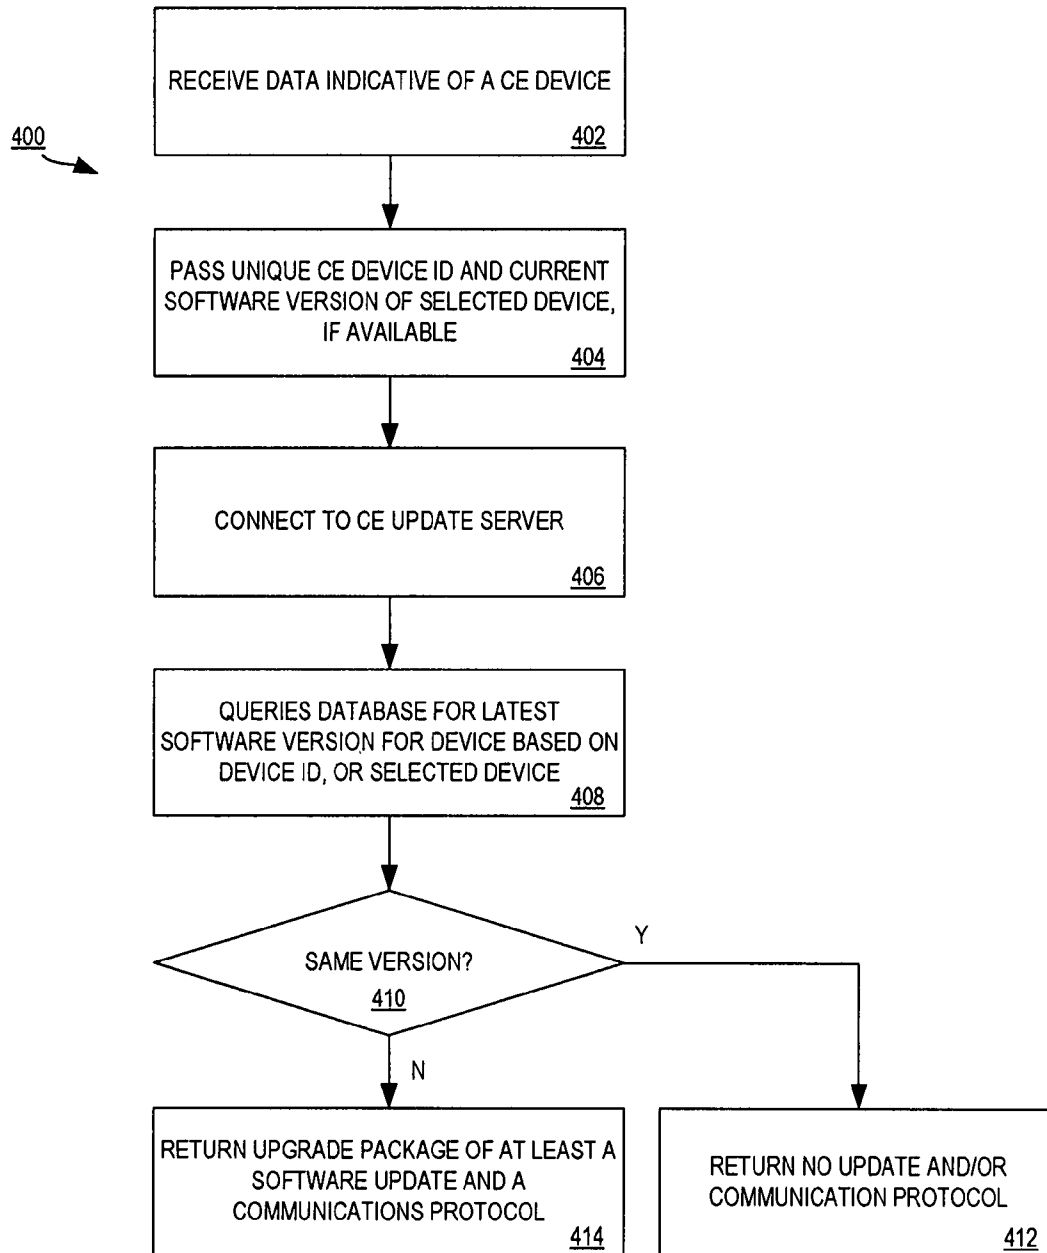 RECEIVE DATA INDICATIVE OF A CE DEVICE
402
400
PASS UNIQUE CE DEVICE ID AND CURRENT
SOFTWARE VERSION OF SELECTED DEVICE,
IF AVAILABLE
404
CONNECT TO CE UPDATE SERVER
406
QUERIES DATABASE FOR LATEST
SOFTWARE VERSION FOR DEVICE BASED ON
DEVICE ID, OR SELECTED DEVICE
408
SAME VERSION?
410
Y
N
RETURN UPGRADE PACKAGE OF AT LEAST A
SOFTWARE UPDATE AND A
COMMUNICATIONS PROTOCOL
414
RETURN NO UPDATE AND/OR
COMMUNICATION PROTOCOL
412